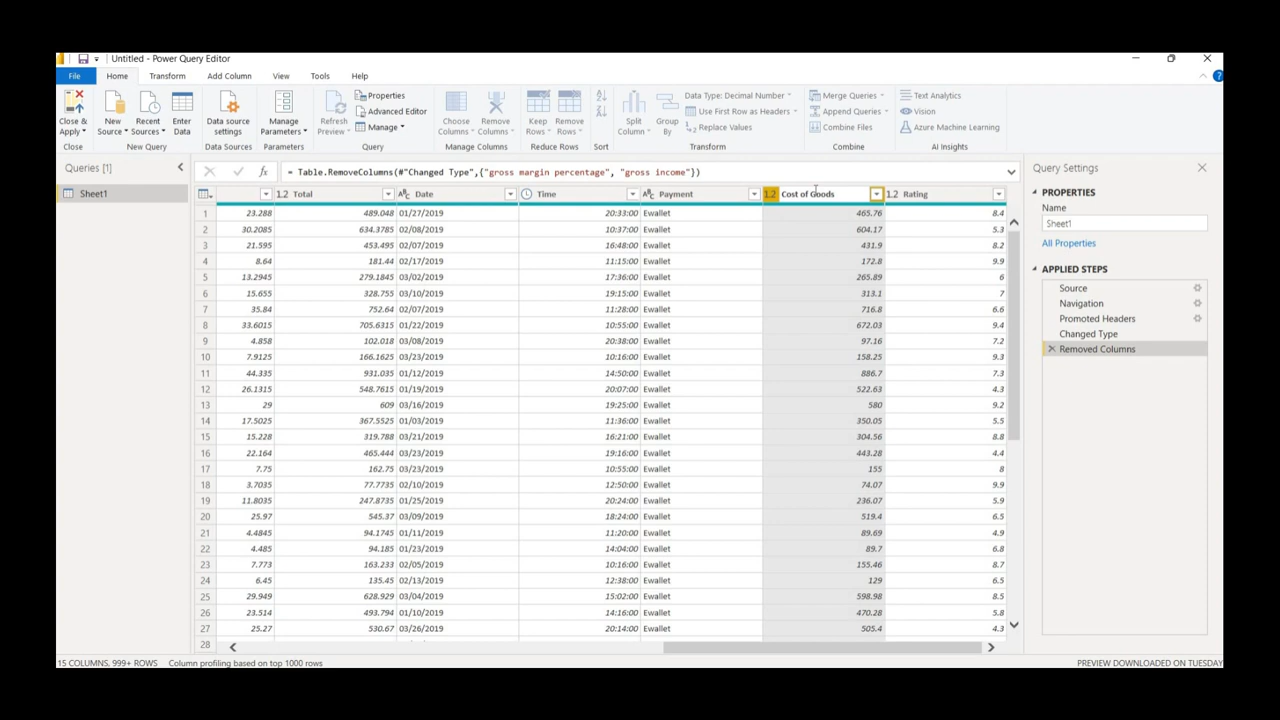 Untitled - Power Query Editor
File Home Transform Add Column View Tools Help
Close & Apply
New Source
Recent Sources
Enter Data
Data source settings
Manage Parameters
Refresh Preview
Properties
Advanced Editor
Manage
Choose Columns
Remove Columns
Keep Rows
Remove Rows
Split Column
Group By
Data Type: Decimal Number
Use First Row as Headers
Replace Values
Merge Queries
Append Queries
Combine Files
Text Analytics
Vision
Azure Machine Learning
Close New Query Data Sources Parameters Query Manage Columns Reduce Rows Sort Transform Combine AI Insights
Queries [1]
Sheet1
fx = Table.RemoveColumns(#"Changed Type",{"gross margin percentage", "gross income"})
1.2 Total ABC Date Time ABC Payment 1.2 Cost of Goods 1.2 Rating
1 23.288 489.048 01/27/2019 20:33:00 Ewallet 465.76 8.4
2 30.2085 634.3785 02/08/2019 10:37:00 Ewallet 604.17 5.3
3 21.595 453.495 02/07/2019 16:48:00 Ewallet 431.9 8.2
4 8.64 181.44 02/17/2019 11:15:00 Ewallet 172.8 9.9
5 13.2945 279.1845 03/02/2019 17:36:00 Ewallet 265.89 6
6 15.655 328.755 03/10/2019 19:15:00 Ewallet 313.1 7
7 35.84 752.64 02/07/2019 11:28:00 Ewallet 716.8 6.6
8 33.6015 705.6315 01/22/2019 10:55:00 Ewallet 672.03 9.4
9 4.858 102.018 03/08/2019 20:38:00 Ewallet 97.16 7.2
10 7.9125 166.1625 03/23/2019 10:16:00 Ewallet 158.25 9.3
11 44.335 931.035 01/12/2019 14:50:00 Ewallet 886.7 7.3
12 26.1315 548.7615 01/19/2019 20:07:00 Ewallet 522.63 4.3
13 29 609 03/16/2019 19:25:00 Ewallet 580 9.2
14 17.5025 367.5525 01/03/2019 11:36:00 Ewallet 350.05 5.5
15 15.228 319.788 03/21/2019 16:21:00 Ewallet 304.56 8.8
16 22.164 465.444 03/23/2019 19:16:00 Ewallet 443.28 4.4
17 7.75 162.75 03/23/2019 10:55:00 Ewallet 155 8
18 3.7035 77.7735 02/10/2019 12:50:00 Ewallet 74.07 9.9
19 11.8035 247.8735 01/25/2019 20:24:00 Ewallet 236.07 5.9
20 25.97 545.37 03/09/2019 18:24:00 Ewallet 519.4 6.5
21 4.4845 94.1745 01/11/2019 11:20:00 Ewallet 89.69 4.9
22 4.485 94.185 01/23/2019 14:04:00 Ewallet 89.7 6.8
23 7.773 163.233 02/05/2019 10:16:00 Ewallet 155.46 8.7
24 6.45 135.45 02/13/2019 12:38:00 Ewallet 129 6.5
25 29.949 628.929 03/04/2019 15:02:00 Ewallet 598.98 8.5
26 23.514 493.794 01/10/2019 14:16:00 Ewallet 470.28 5.8
27 25.27 530.67 03/26/2019 20:14:00 Ewallet 505.4 4.3
28
Query Settings
PROPERTIES
Name
Sheet1
All Properties
APPLIED STEPS
Source
Navigation
Promoted Headers
Changed Type
Removed Columns
15 COLUMNS, 999+ ROWS Column profiling based on top 1000 rows PREVIEW DOWNLOADED ON TUESDAY